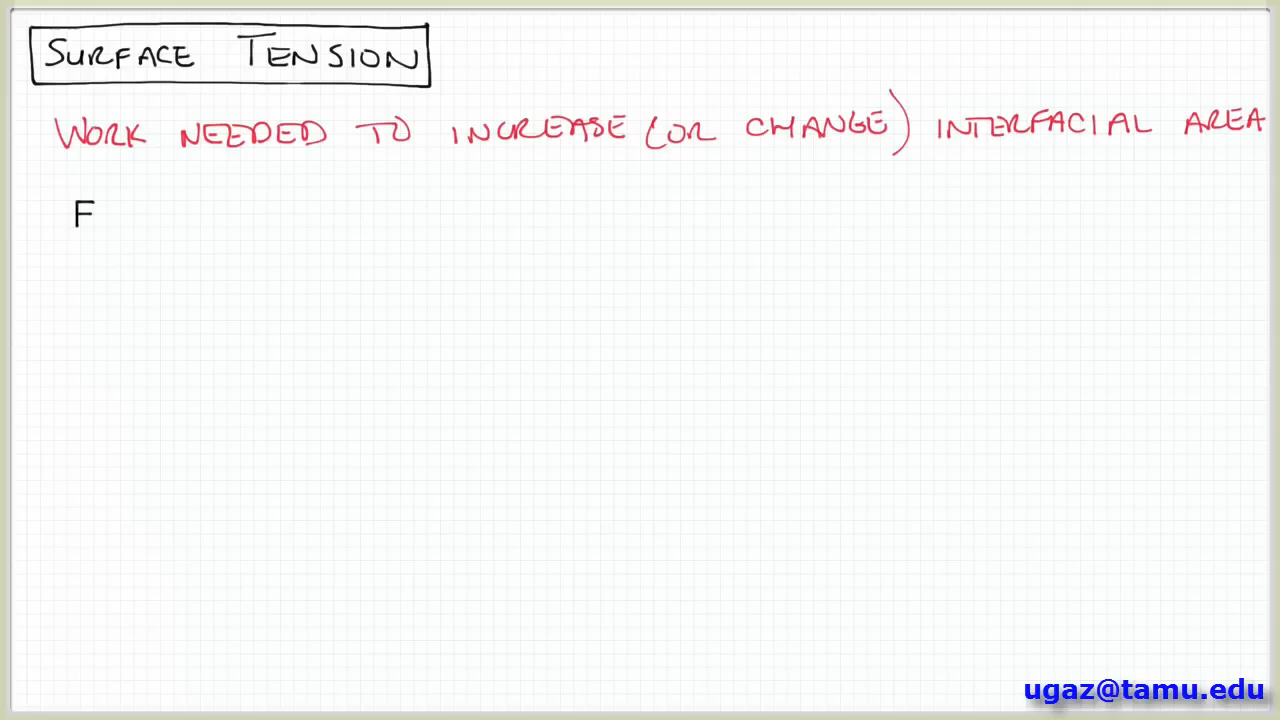 SURFACE TENSION
WORK NEEDED TO INCREASE (OR CHANGE) INTERFACIAL AREA
F
ugaz@tamu.edu